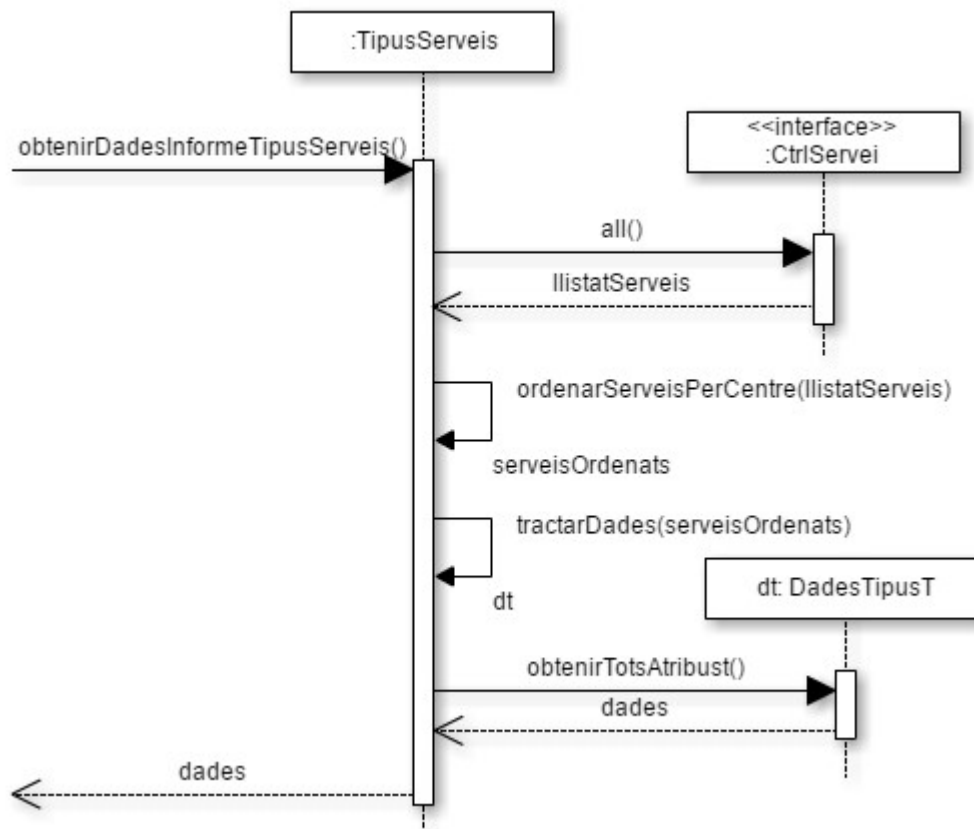 :TipusServeis
<<interface>>
:CtrlServei
obtenirDadesInformeTipusServeis()
all()
llistatServeis
ordenarServeisPerCentre(llistatServeis)
serveisOrdenats
tractarDades(serveisOrdenats)
dt
dt: DadesTipusT
obtenirTotsAtribust()
dades
dades